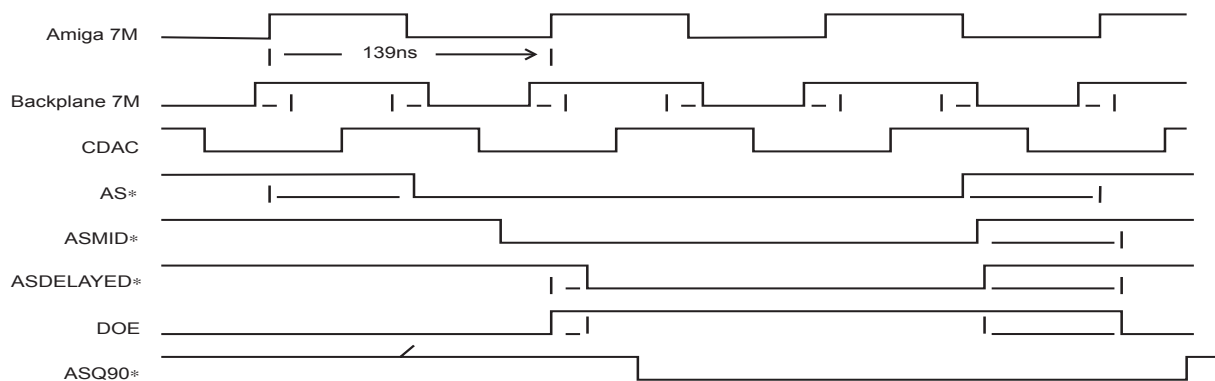 Amiga 7M
139ns
Backplane 7M
CDAC
AS*
ASMID*
ASDELAYED*
DOE
ASQ90*